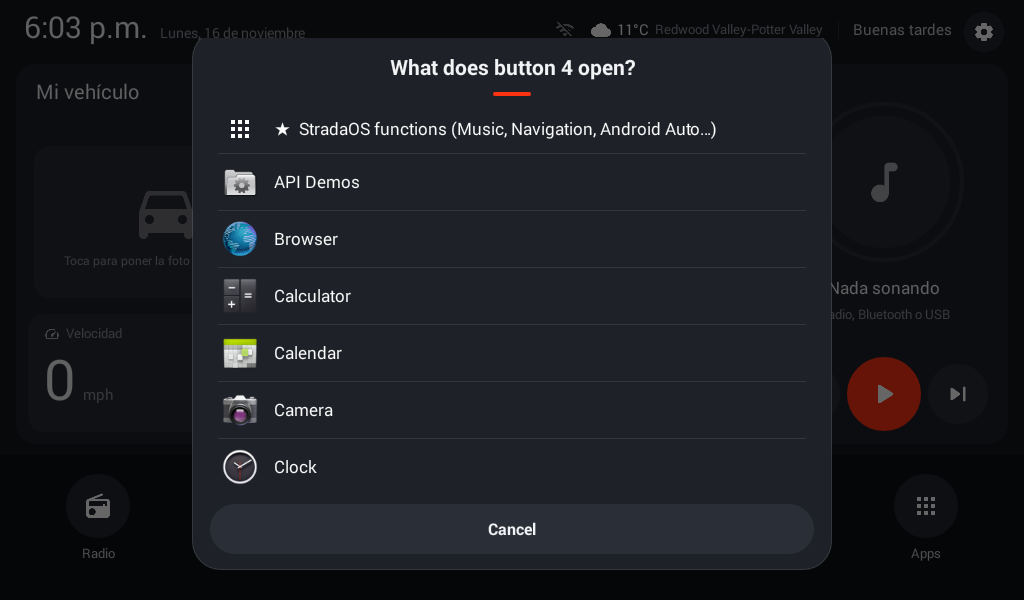 6:03 p.m.
Lunes, 16 de noviembre
11°C Redwood Valley-Potter Valley
Buenas tardes
Mi vehículo
What does button 4 open?
★ StradaOS functions (Music, Navigation, Android Auto…)
API Demos
Browser
Calculator
Calendar
Camera
Clock
Cancel
Toca para poner la foto
Velocidad
0 mph
Nada sonando
adio, Bluetooth o USB
Radio
Apps